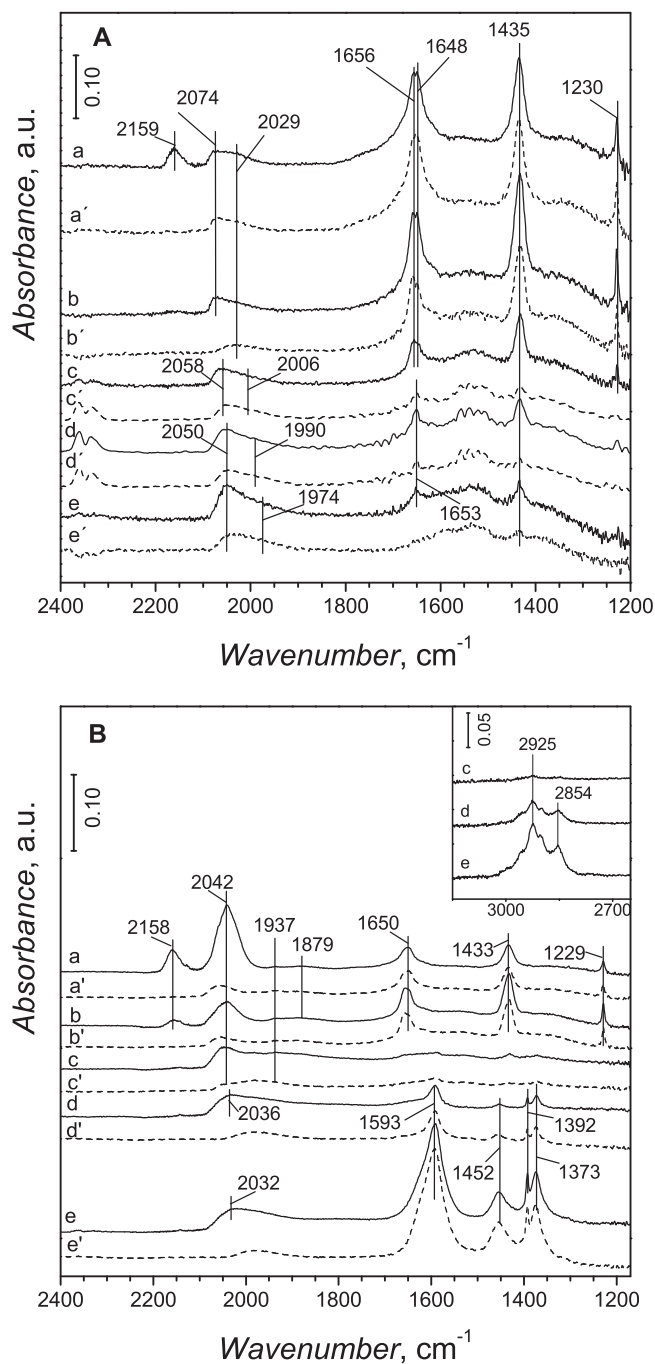 A
0.10
1656
1648
1435
1230
2159
2074
2029
a
a´
b
b´
c
c´
d
d´
e
e´
2058
2006
2050
1990
1974
1653
Absorbance, a.u.
2400 2200 2000 1800 1600 1400 1200
Wavenumber, cm⁻¹
B
0.10
0.05
2925
2854
c
d
e
3000 2700
2158
2042
1937
1879
1650
1433
1229
a
a'
b
b'
c
c'
d
d'
e
e'
2036
2032
1593
1452
1392
1373
Absorbance, a.u.
2400 2200 2000 1800 1600 1400 1200
Wavenumber, cm⁻¹